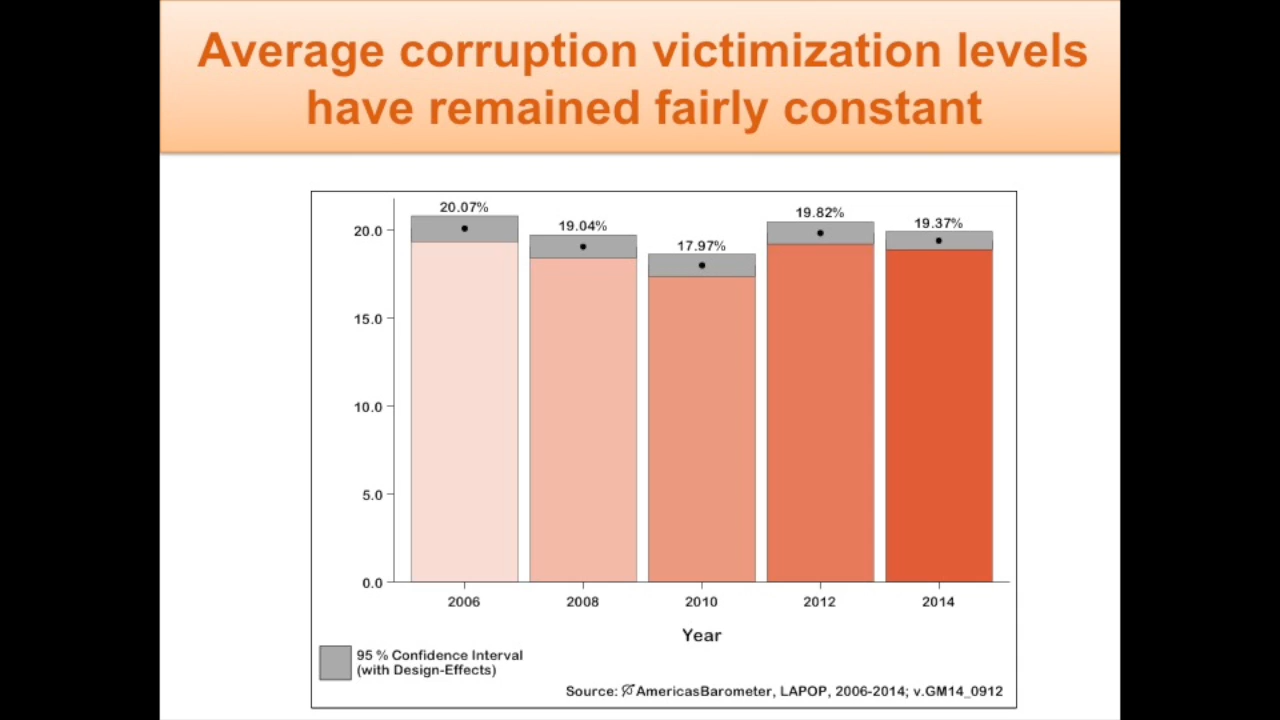 Average corruption victimization levels
have remained fairly constant
20.07%
19.04%
17.97%
19.82%
19.37%
20.0
15.0
10.0
5.0
0.0
2006 2008 2010 2012 2014
Year
95 % Confidence Interval
(with Design-Effects)
Source: AmericasBarometer, LAPOP, 2006-2014; v.GM14_0912